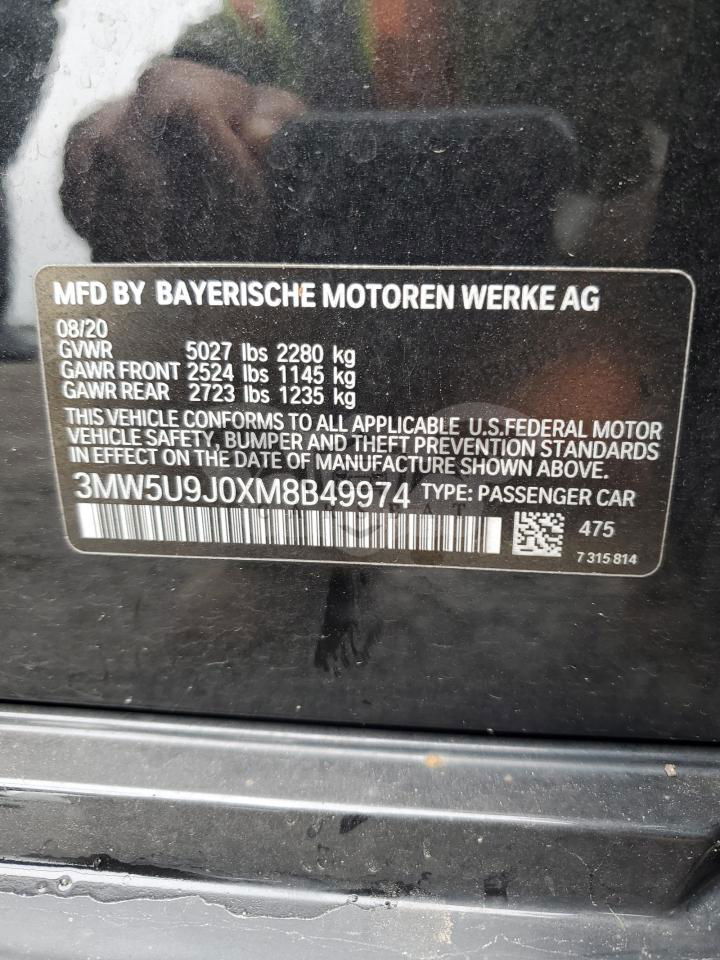 MFD BY BAYERISCHE MOTOREN WERKE AG
08/20
GVWR 5027 lbs 2280 kg
GAWR FRONT 2524 lbs 1145 kg
GAWR REAR 2723 lbs 1235 kg
THIS VEHICLE CONFORMS TO ALL APPLICABLE U.S.FEDERAL MOTOR
VEHICLE SAFETY, BUMPER AND THEFT PREVENTION STANDARDS
IN EFFECT ON THE DATE OF MANUFACTURE SHOWN ABOVE.
3MW5U9J0XM8B49974 TYPE: PASSENGER CAR
475
7 315 814